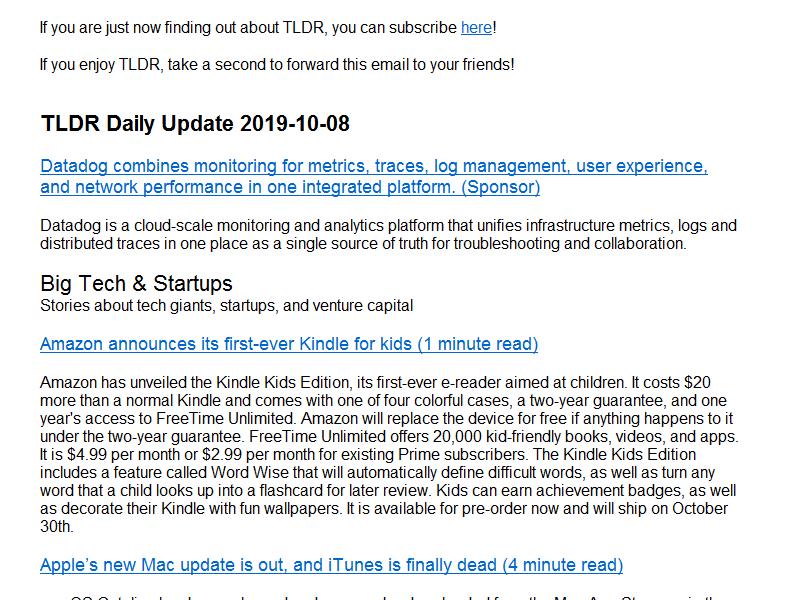 If you are just now finding out about TLDR, you can subscribe here!
If you enjoy TLDR, take a second to forward this email to your friends!
TLDR Daily Update 2019-10-08
Datadog combines monitoring for metrics, traces, log management, user experience,
and network performance in one integrated platform. (Sponsor)
Datadog is a cloud-scale monitoring and analytics platform that unifies infrastructure metrics, logs and
distributed traces in one place as a single source of truth for troubleshooting and collaboration.
Big Tech & Startups
Stories about tech giants, startups, and venture capital
Amazon announces its first-ever Kindle for kids (1 minute read)
Amazon has unveiled the Kindle Kids Edition, its first-ever e-reader aimed at children. It costs $20
more than a normal Kindle and comes with one of four colorful cases, a two-year guarantee, and one
year's access to FreeTime Unlimited. Amazon will replace the device for free if anything happens to it
under the two-year guarantee. FreeTime Unlimited offers 20,000 kid-friendly books, videos, and apps.
It is $4.99 per month or $2.99 per month for existing Prime subscribers. The Kindle Kids Edition
includes a feature called Word Wise that will automatically define difficult words, as well as turn any
word that a child looks up into a flashcard for later review. Kids can earn achievement badges, as well
as decorate their Kindle with fun wallpapers. It is available for pre-order now and will ship on October
30th.
Apple’s new Mac update is out, and iTunes is finally dead (4 minute read)